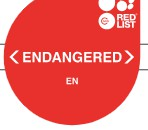 RED
LIST
< ENDANGERED >
EN